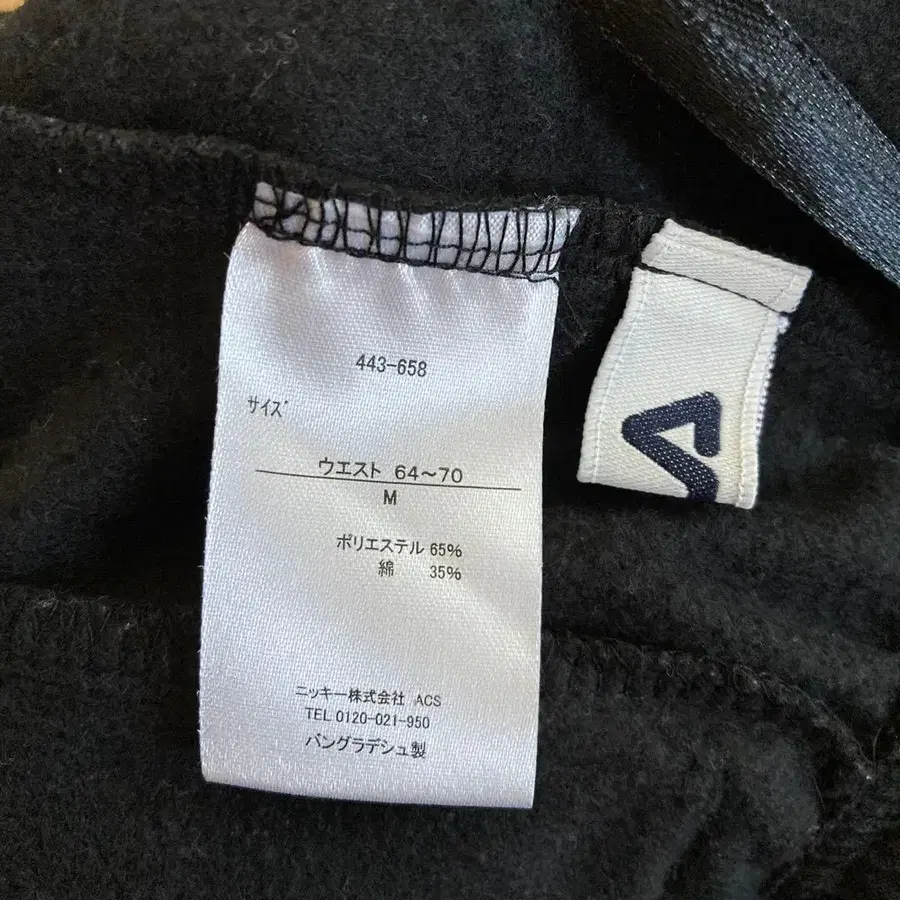 443-658
サイズ
ウエスト 64〜70
M
ポリエステル 65%
綿 35%
ニッキー株式会社 ACS
TEL 0120-021-950
バングラデシュ製